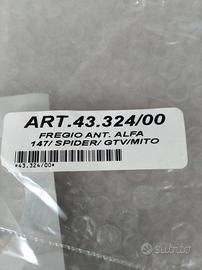 ART.43.324/00
FREGIO ANT. ALFA
147/ SPIDER/ GTV/MITO
*43.324/00*
subito